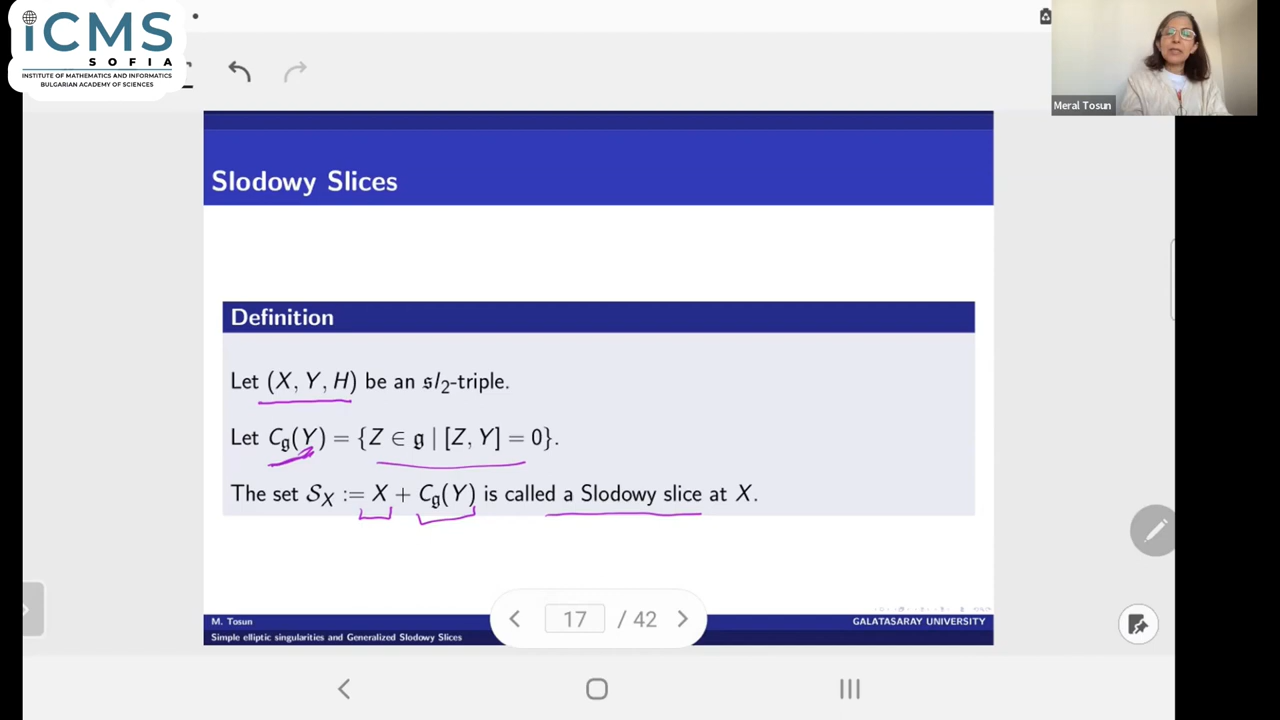 iCMS
SOFIA
INSTITUTE OF MATHEMATICS AND INFORMATICS
BULGARIAN ACADEMY OF SCIENCES
Meral Tosun
Slodowy Slices
Definition
Let (X, Y, H) be an 𝔰l₂-triple.
Let C𝔤(Y) = {Z ∈ 𝔤 | [Z, Y] = 0}.
The set 𝒮_X := X + C𝔤(Y) is called a Slodowy slice at X.
17 / 42
M. Tosun
GALATASARAY UNIVERSITY
Simple elliptic singularities and Generalized Slodowy Slices